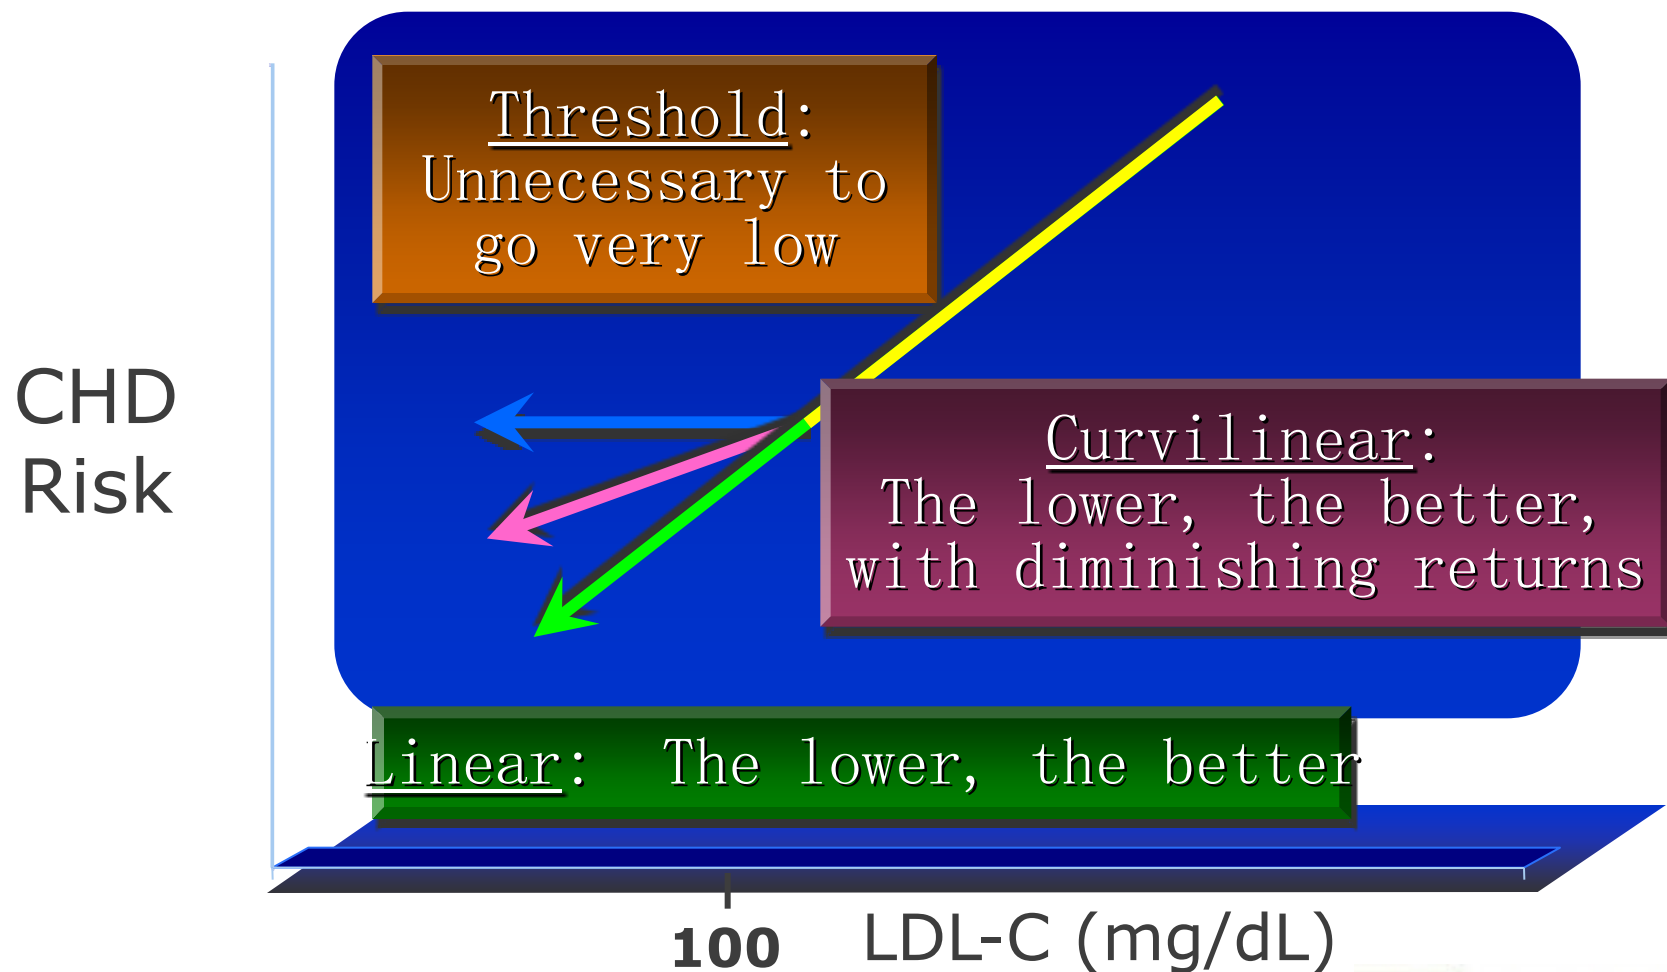 Threshold:
Unnecessary to
go very low
CHD
Risk
Curvilinear:
The lower, the better,
with diminishing returns
Linear: The lower, the better
100
LDL-C (mg/dL)